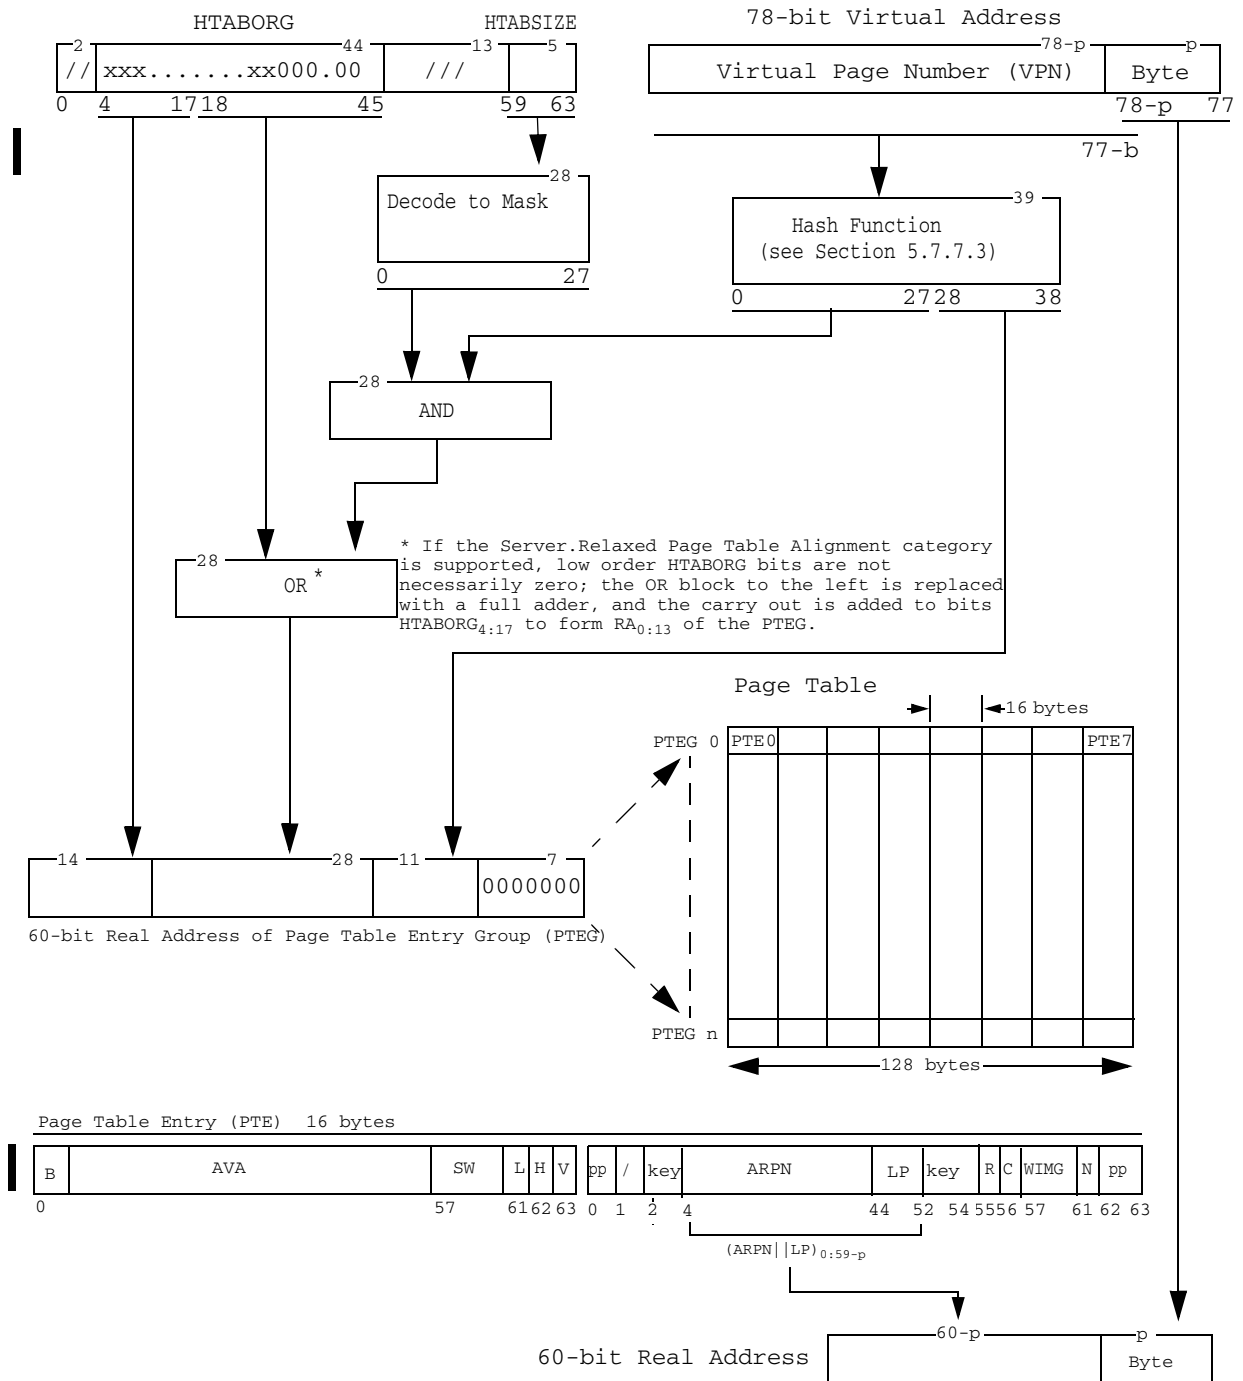 HTABORG HTABSIZE 78-bit Virtual Address
2 44 13 5 78-p p
// xxx.......xx000.00 /// Virtual Page Number (VPN) Byte
0 4 17 18 45 59 63 78-p 77
77-b
28 39
Decode to Mask Hash Function
(see Section 5.7.7.3)
0 27 0 27 28 38
28
AND
28
OR *
* If the Server.Relaxed Page Table Alignment category
is supported, low order HTABORG bits are not
necessarily zero; the OR block to the left is replaced
with a full adder, and the carry out is added to bits
HTABORG4:17 to form RA0:13 of the PTEG.
Page Table
16 bytes
PTEG 0 PTE0 PTE7
14 28 11 7
0000000
60-bit Real Address of Page Table Entry Group (PTEG)
PTEG n
128 bytes
Page Table Entry (PTE) 16 bytes
B AVA SW L H V pp / key ARPN LP key R C WIMG N pp
0 57 61 62 63 0 1 2 4 44 52 54 55 56 57 61 62 63
(ARPN||LP)0:59-p
60-p p
60-bit Real Address Byte